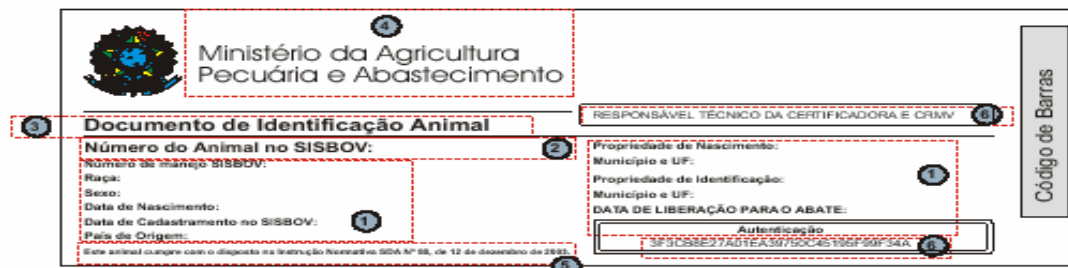 4
Ministério da Agricultura
Pecuária e Abastecimento
3
Documento de Identificação Animal
RESPONSÁVEL TÉCNICO DA CERTIFICADORA E CRMV
6
Número do Animal no SISBOV:
2
Número de manejo SISBOV:
Raça:
Sexo:
Data de Nascimento:
Data de Cadastramento no SISBOV:
1
País de Origem:
Este animal cumpre com o disposto na Instrução Normativa SDA Nº 88, de 12 de dezembro de 2003.
5
Propriedade de Nascimento:
Município e UF:
1
Propriedade de Identificação:
Município e UF:
DATA DE LIBERAÇÃO PARA O ABATE:
Autenticação
6
Código de Barras